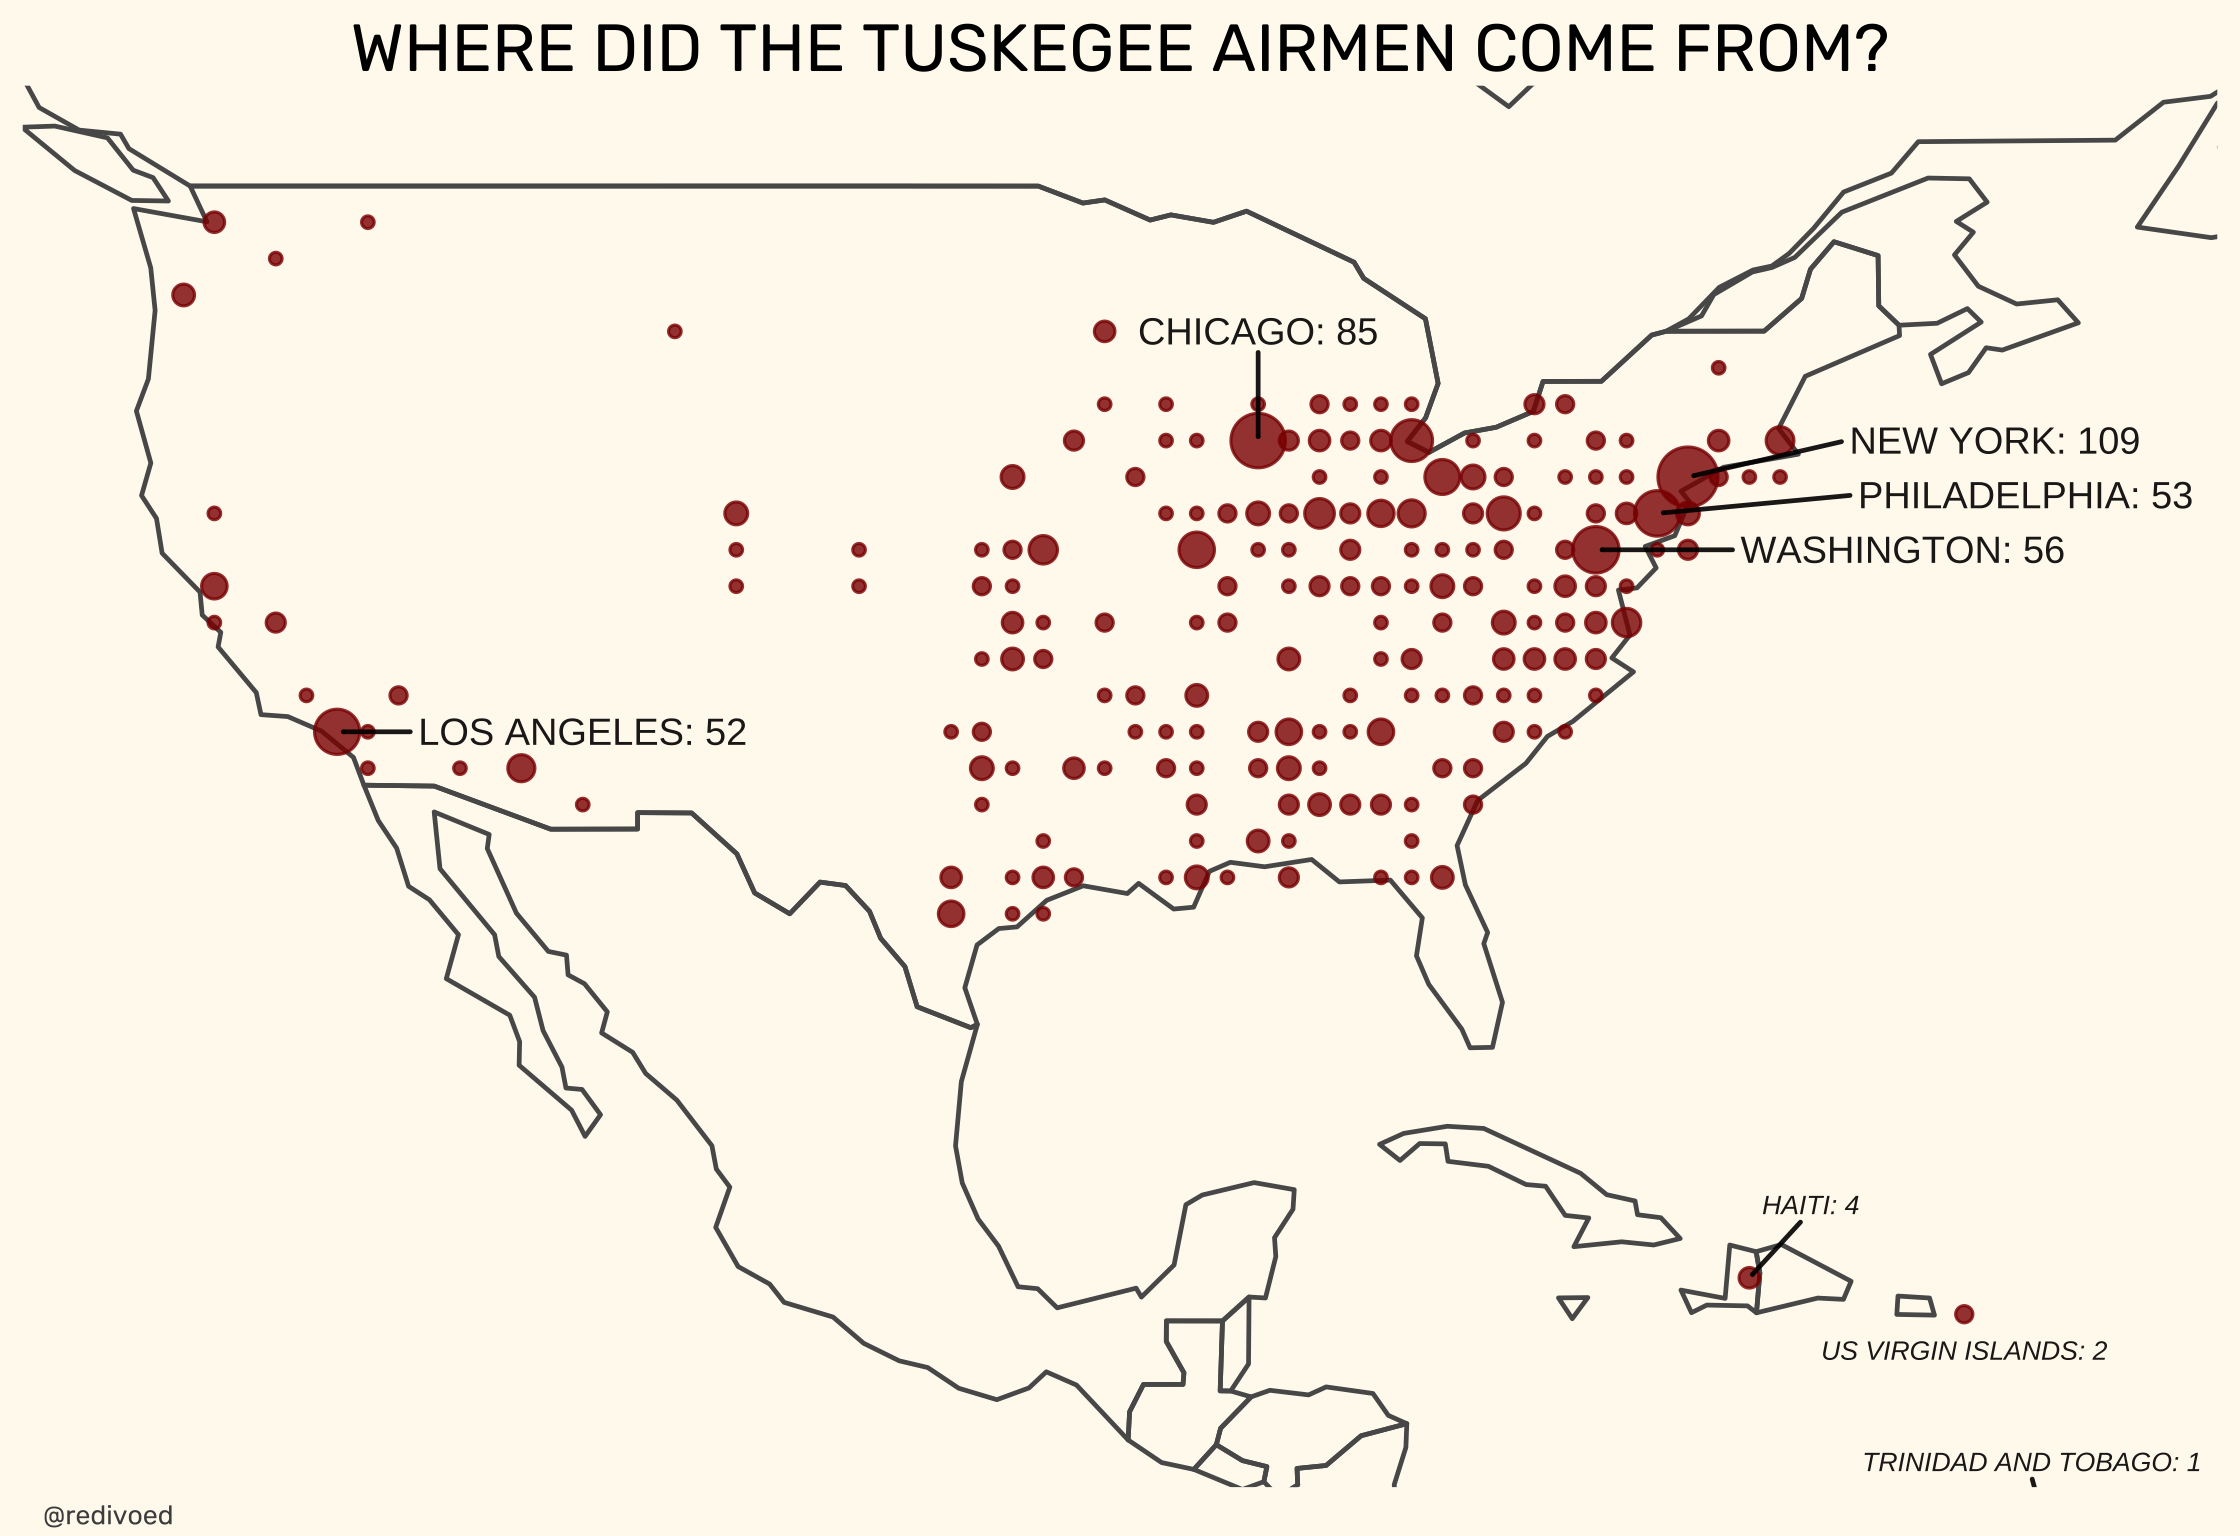 WHERE DID THE TUSKEGEE AIRMEN COME FROM?
CHICAGO: 85
NEW YORK: 109
PHILADELPHIA: 53
WASHINGTON: 56
LOS ANGELES: 52
HAITI: 4
US VIRGIN ISLANDS: 2
TRINIDAD AND TOBAGO: 1
@redivoed